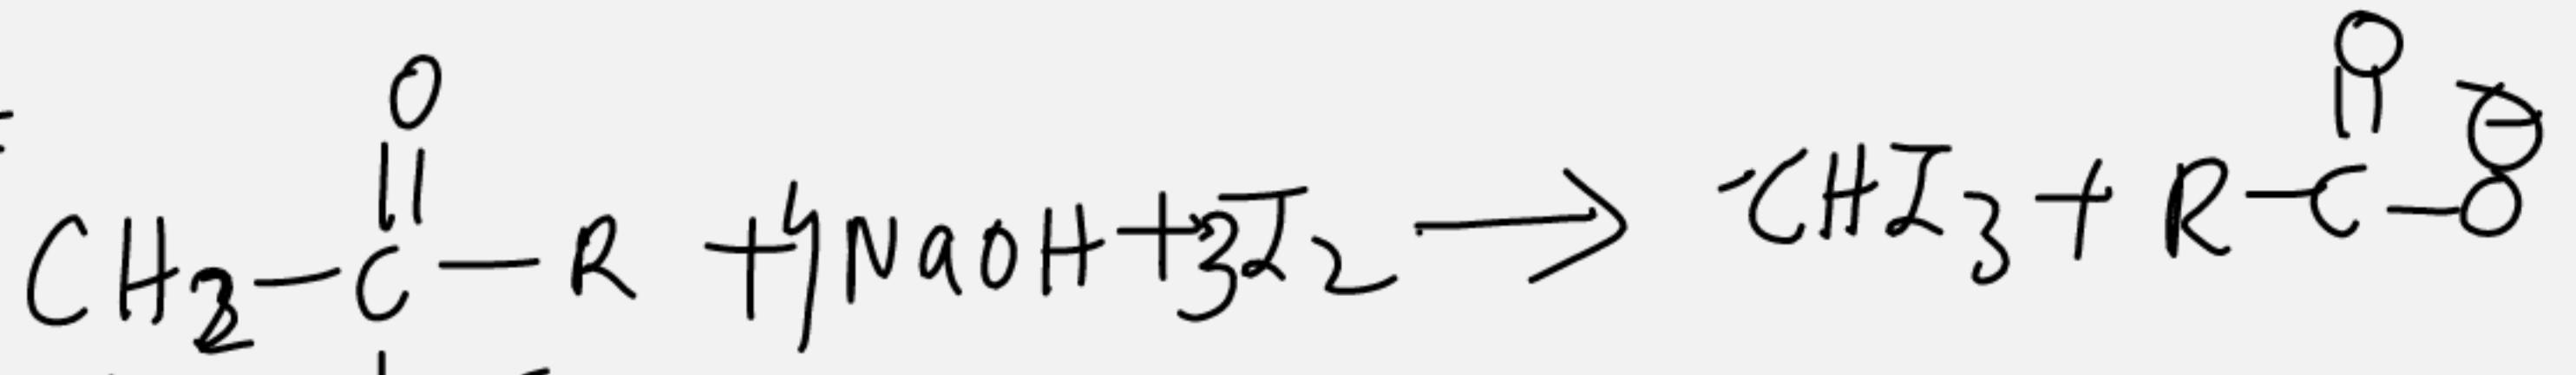 O O ⊖
CH3-C-R + 4NaOH + 3I2 → CHI3 + R-C-O